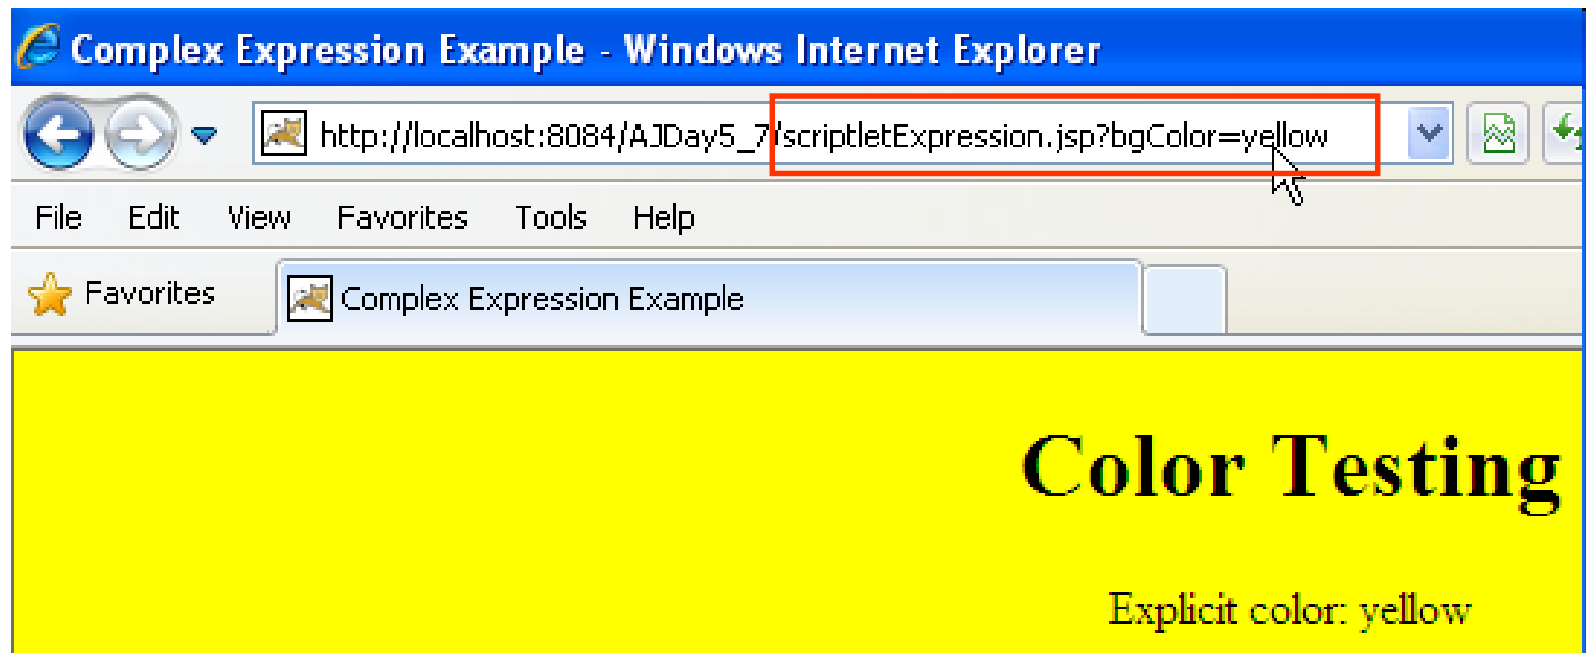 Complex Expression Example - Windows Internet Explorer
http://localhost:8084/AJDay5_7/scriptletExpression.jsp?bgColor=yellow
File Edit View Favorites Tools Help
Favorites Complex Expression Example
Color Testing
Explicit color: yellow